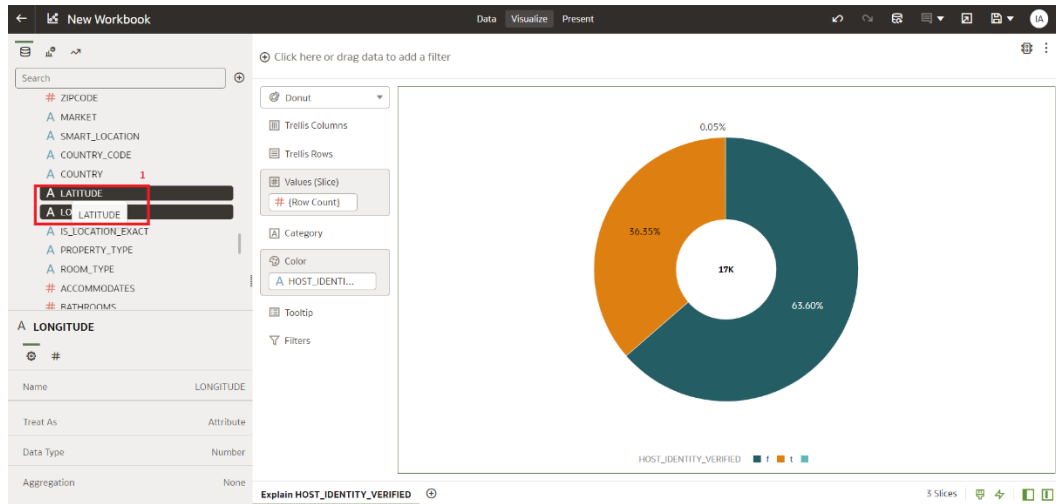 New Workbook
Data Visualize Present
IA
Search
# ZIPCODE
A MARKET
A SMART_LOCATION
A COUNTRY_CODE
A COUNTRY
1
A LATITUDE
A LO
LATITUDE
A IS_LOCATION_EXACT
A PROPERTY_TYPE
A ROOM_TYPE
# ACCOMMODATES
# BATHROOMS
A LONGITUDE
#
Name LONGITUDE
Treat As Attribute
Data Type Number
Aggregation None
Click here or drag data to add a filter
Donut
Trellis Columns
Trellis Rows
# Values (Slice)
# {Row Count}
A Category
Color
A HOST_IDENTI...
Tooltip
Filters
0.05%
36.35%
17K
63.60%
HOST_IDENTITY_VERIFIED f t
Explain HOST_IDENTITY_VERIFIED
3 Slices